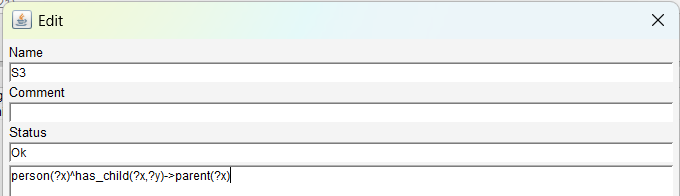 Edit
Name
S3
Comment
Status
Ok
person(?x)^has_child(?x,?y)->parent(?x)